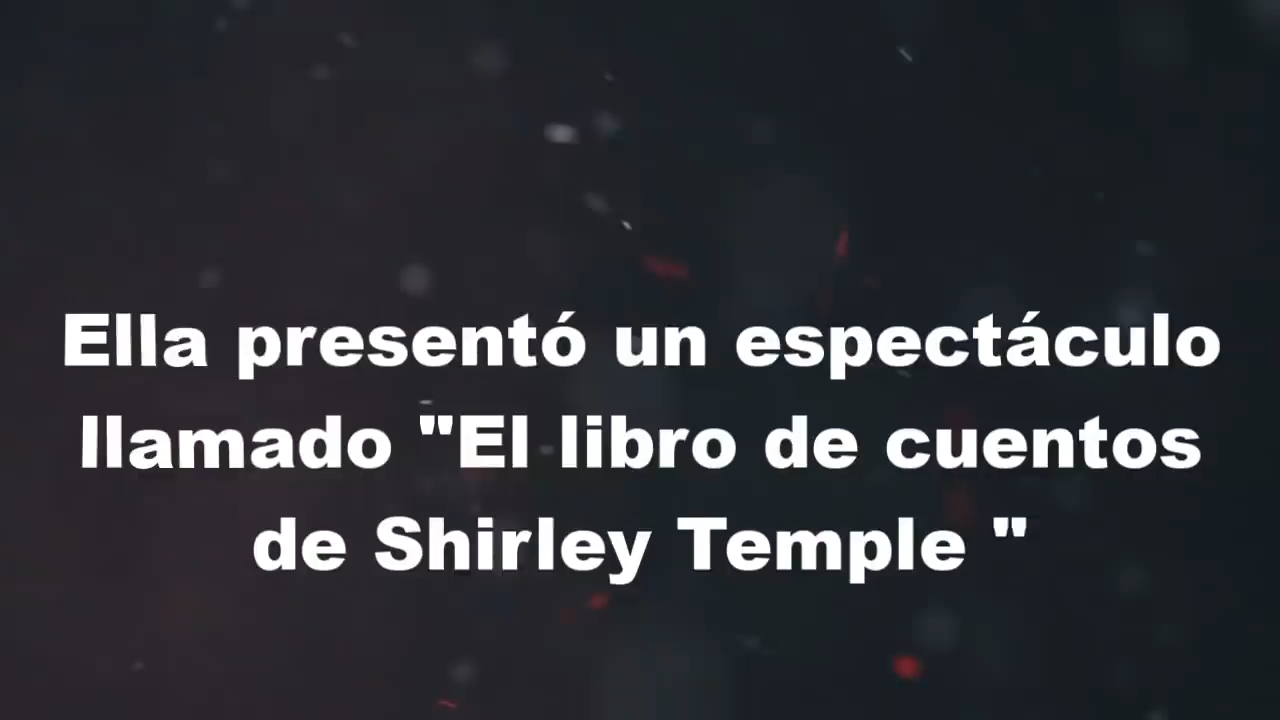 Ella presentó un espectáculo
llamado "El libro de cuentos
de Shirley Temple "